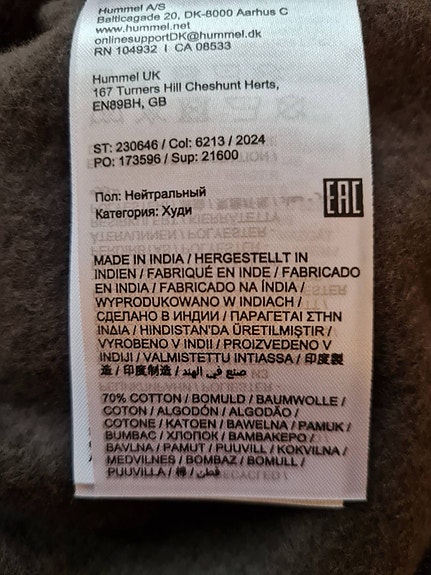 Hummel A/S
Balticagade 20, DK-8000 Aarhus C
www.hummel.net
onlinesupportDK@hummel.dk
RN 104932 I CA 08533
Hummel UK
167 Turners Hill Cheshunt Herts,
EN89BH, GB
ST: 230646 / Col: 6213 / 2024
PO: 173596 / Sup: 21600
Пол: Нейтральный
Категория: Худи
EAC
MADE IN INDIA / HERGESTELLT IN
INDIEN / FABRIQUÉ EN INDE / FABRICADO
EN INDIA / FABRICADO NA ÍNDIA /
WYPRODUKOWANO W INDIACH /
СДЕЛАНО В ИНДИИ / ΠΑΡΑΓΕΤΑΙ ΣΤΗΝ
ΙΝΔΙΑ / HINDISTAN'DA ÜRETILMIŞTIR /
VYROBENO V INDII / PROIZVEDENO V
INDIJI / VALMISTETTU INTIASSA / 印度製
造 / 印度制造 / صنع في الهند /
70% COTTON / BOMULD / BAUMWOLLE /
COTON / ALGODÓN / ALGODÃO /
COTONE / KATOEN / BAWEŁNA / PAMUK /
BUMBAC / ХЛОПОК / ΒΑΜΒΑΚΕΡΟ /
BAVLNA / PAMUT / PUUVILL / KOKVILNA /
MEDVILNES / BOMBAZ / BOMULL /
PUUVILLA / 棉 / قطن /